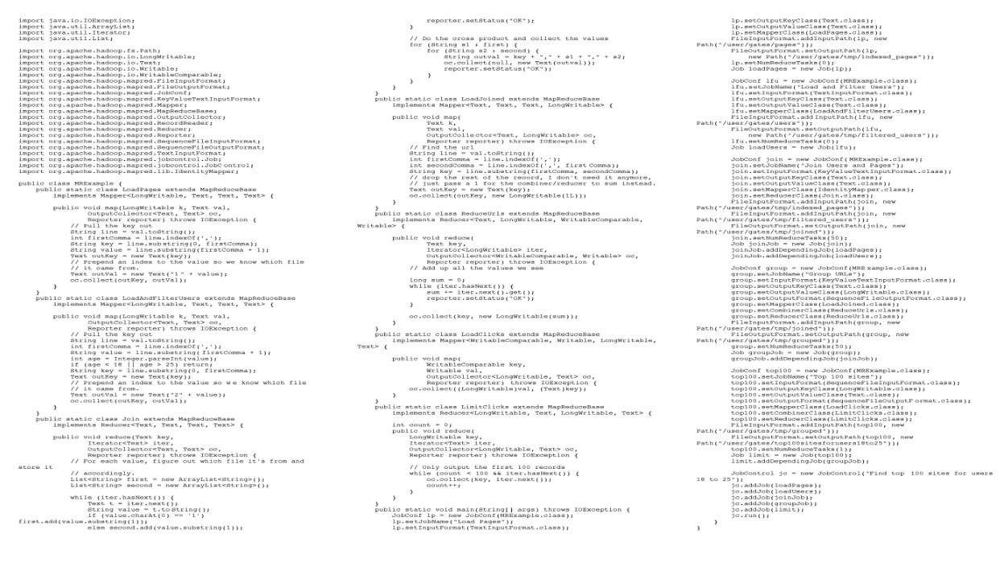 import java.io.IOException;
import java.util.ArrayList;
import java.util.Iterator;
import java.util.List;
import org.apache.hadoop.fs.Path;
import org.apache.hadoop.io.LongWritable;
import org.apache.hadoop.io.Text;
import org.apache.hadoop.io.Writable;
import org.apache.hadoop.io.WritableComparable;
import org.apache.hadoop.mapred.FileInputFormat;
import org.apache.hadoop.mapred.FileOutputFormat;
import org.apache.hadoop.mapred.JobConf;
import org.apache.hadoop.mapred.KeyValueTextInputFormat;
import org.apache.hadoop.mapred.Mapper;
import org.apache.hadoop.mapred.MapReduceBase;
import org.apache.hadoop.mapred.OutputCollector;
import org.apache.hadoop.mapred.RecordReader;
import org.apache.hadoop.mapred.Reducer;
import org.apache.hadoop.mapred.Reporter;
import org.apache.hadoop.mapred.SequenceFileInputFormat;
import org.apache.hadoop.mapred.SequenceFileOutputFormat;
import org.apache.hadoop.mapred.TextInputFormat;
import org.apache.hadoop.mapred.jobcontrol.Job;
import org.apache.hadoop.mapred.jobcontrol.JobControl;
import org.apache.hadoop.mapred.lib.IdentityMapper;
public class MRExample {
public static class LoadPages extends MapReduceBase
implements Mapper<LongWritable, Text, Text, Text> {
public void map(LongWritable k, Text val,
OutputCollector<Text, Text> oc,
Reporter reporter) throws IOException {
// Pull the key out
String line = val.toString();
int firstComma = line.indexOf(',');
String key = line.substring(0, firstComma);
String value = line.substring(firstComma + 1);
Text outKey = new Text(key);
// Prepend an index to the value so we know which file
// it came from.
Text outVal = new Text("1" + value);
oc.collect(outKey, outVal);
}
}
public static class LoadAndFilterUsers extends MapReduceBase
implements Mapper<LongWritable, Text, Text, Text> {
public void map(LongWritable k, Text val,
OutputCollector<Text, Text> oc,
Reporter reporter) throws IOException {
// Pull the key out
String line = val.toString();
int firstComma = line.indexOf(',');
String value = line.substring(firstComma + 1);
int age = Integer.parseInt(value);
if (age < 18 || age > 25) return;
String key = line.substring(0, firstComma);
Text outKey = new Text(key);
// Prepend an index to the value so we know which file
// it came from.
Text outVal = new Text("2" + value);
oc.collect(outKey, outVal);
}
}
public static class Join extends MapReduceBase
implements Reducer<Text, Text, Text, Text> {
public void reduce(Text key,
Iterator<Text> iter,
OutputCollector<Text, Text> oc,
Reporter reporter) throws IOException {
// For each value, figure out which file it's from and
store it
// accordingly.
List<String> first = new ArrayList<String>();
List<String> second = new ArrayList<String>();
while (iter.hasNext()) {
Text t = iter.next();
String value = t.toString();
if (value.charAt(0) == '1')
first.add(value.substring(1));
else second.add(value.substring(1));
reporter.setStatus("OK");
}
// Do the cross product and collect the values
for (String s1 : first) {
for (String s2 : second) {
String outval = key + "," + s1 + "," + s2;
oc.collect(null, new Text(outval));
reporter.setStatus("OK");
}
}
}
}
public static class LoadJoined extends MapReduceBase
implements Mapper<Text, Text, Text, LongWritable> {
public void map(
Text k,
Text val,
OutputCollector<Text, LongWritable> oc,
Reporter reporter) throws IOException {
// Find the url
String line = val.toString();
int firstComma = line.indexOf(',');
int secondComma = line.indexOf(',', firstComma);
String key = line.substring(firstComma, secondComma);
// drop the rest of the record, I don't need it anymore,
// just pass a 1 for the combiner/reducer to sum instead.
Text outKey = new Text(key);
oc.collect(outKey, new LongWritable(1L));
}
}
public static class ReduceUrls extends MapReduceBase
implements Reducer<Text, LongWritable, WritableComparable,
Writable> {
public void reduce(
Text key,
Iterator<LongWritable> iter,
OutputCollector<WritableComparable, Writable> oc,
Reporter reporter) throws IOException {
// Add up all the values we see
long sum = 0;
while (iter.hasNext()) {
sum += iter.next().get();
reporter.setStatus("OK");
}
oc.collect(key, new LongWritable(sum));
}
}
public static class LoadClicks extends MapReduceBase
implements Mapper<WritableComparable, Writable, LongWritable,
Text> {
public void map(
WritableComparable key,
Writable val,
OutputCollector<LongWritable, Text> oc,
Reporter reporter) throws IOException {
oc.collect((LongWritable)val, (Text)key);
}
}
public static class LimitClicks extends MapReduceBase
implements Reducer<LongWritable, Text, LongWritable, Text> {
int count = 0;
public void reduce(
LongWritable key,
Iterator<Text> iter,
OutputCollector<LongWritable, Text> oc,
Reporter reporter) throws IOException {
// Only output the first 100 records
while (count < 100 && iter.hasNext()) {
oc.collect(key, iter.next());
count++;
}
}
}
public static void main(String[] args) throws IOException {
JobConf lp = new JobConf(MRExample.class);
lp.setJobName("Load Pages");
lp.setInputFormat(TextInputFormat.class);
lp.setOutputKeyClass(Text.class);
lp.setOutputValueClass(Text.class);
lp.setMapperClass(LoadPages.class);
FileInputFormat.addInputPath(lp, new
Path("/user/gates/pages"));
FileOutputFormat.setOutputPath(lp,
new Path("/user/gates/tmp/indexed_pages"));
lp.setNumReduceTasks(0);
Job loadPages = new Job(lp);
JobConf lfu = new JobConf(MRExample.class);
lfu.setJobName("Load and Filter Users");
lfu.setInputFormat(TextInputFormat.class);
lfu.setOutputKeyClass(Text.class);
lfu.setOutputValueClass(Text.class);
lfu.setMapperClass(LoadAndFilterUsers.class);
FileInputFormat.addInputPath(lfu, new
Path("/user/gates/users"));
FileOutputFormat.setOutputPath(lfu,
new Path("/user/gates/tmp/filtered_users"));
lfu.setNumReduceTasks(0);
Job loadUsers = new Job(lfu);
JobConf join = new JobConf(MRExample.class);
join.setJobName("Join Users and Pages");
join.setInputFormat(KeyValueTextInputFormat.class);
join.setOutputKeyClass(Text.class);
join.setOutputValueClass(Text.class);
join.setMapperClass(IdentityMapper.class);
join.setReducerClass(Join.class);
FileInputFormat.addInputPath(join, new
Path("/user/gates/tmp/indexed_pages"));
FileInputFormat.addInputPath(join, new
Path("/user/gates/tmp/filtered_users"));
FileOutputFormat.setOutputPath(join, new
Path("/user/gates/tmp/joined"));
join.setNumReduceTasks(50);
Job joinJob = new Job(join);
joinJob.addDependingJob(loadPages);
joinJob.addDependingJob(loadUsers);
JobConf group = new JobConf(MRExample.class);
group.setJobName("Group URLs");
group.setInputFormat(KeyValueTextInputFormat.class);
group.setOutputKeyClass(Text.class);
group.setOutputValueClass(LongWritable.class);
group.setOutputFormat(SequenceFileOutputFormat.class);
group.setMapperClass(LoadJoined.class);
group.setCombinerClass(ReduceUrls.class);
group.setReducerClass(ReduceUrls.class);
FileInputFormat.addInputPath(group, new
Path("/user/gates/tmp/joined"));
FileOutputFormat.setOutputPath(group, new
Path("/user/gates/tmp/grouped"));
group.setNumReduceTasks(50);
Job groupJob = new Job(group);
groupJob.addDependingJob(joinJob);
JobConf top100 = new JobConf(MRExample.class);
top100.setJobName("Top 100 sites");
top100.setInputFormat(SequenceFileInputFormat.class);
top100.setOutputKeyClass(LongWritable.class);
top100.setOutputValueClass(Text.class);
top100.setOutputFormat(SequenceFileOutputFormat.class);
top100.setMapperClass(LoadClicks.class);
top100.setCombinerClass(LimitClicks.class);
top100.setReducerClass(LimitClicks.class);
FileInputFormat.addInputPath(top100, new
Path("/user/gates/tmp/grouped"));
FileOutputFormat.setOutputPath(top100, new
Path("/user/gates/top100sitesforusers18to25"));
top100.setNumReduceTasks(1);
Job limit = new Job(top100);
limit.addDependingJob(groupJob);
JobControl jc = new JobControl("Find top 100 sites for users
18 to 25");
jc.addJob(loadPages);
jc.addJob(loadUsers);
jc.addJob(joinJob);
jc.addJob(groupJob);
jc.addJob(limit);
jc.run();
}
}